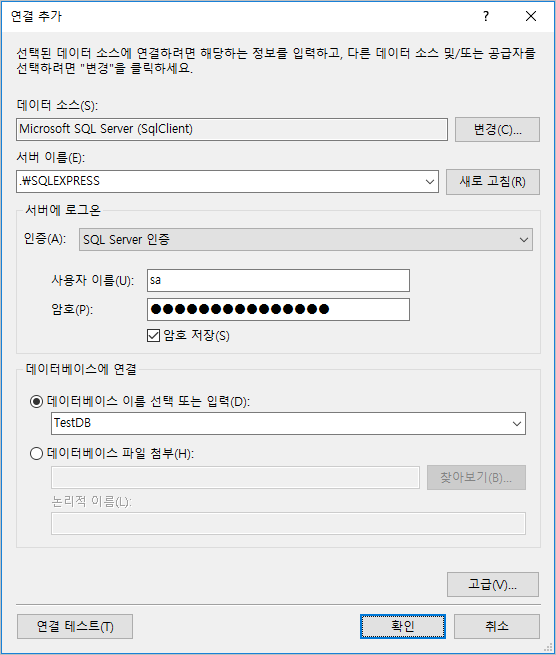 연결 추가
?
선택된 데이터 소스에 연결하려면 해당하는 정보를 입력하고, 다른 데이터 소스 및/또는 공급자를
선택하려면 "변경"을 클릭하세요.
데이터 소스(S):
Microsoft SQL Server (SqlClient)
변경(C)...
서버 이름(E):
.₩SQLEXPRESS
새로 고침(R)
서버에 로그온
인증(A):
SQL Server 인증
사용자 이름(U):
sa
암호(P):
●●●●●●●●●●●●●●●
암호 저장(S)
데이터베이스에 연결
데이터베이스 이름 선택 또는 입력(D):
TestDB
데이터베이스 파일 첨부(H):
찾아보기(B)...
논리적 이름(L):
고급(V)...
연결 테스트(T)
확인
취소